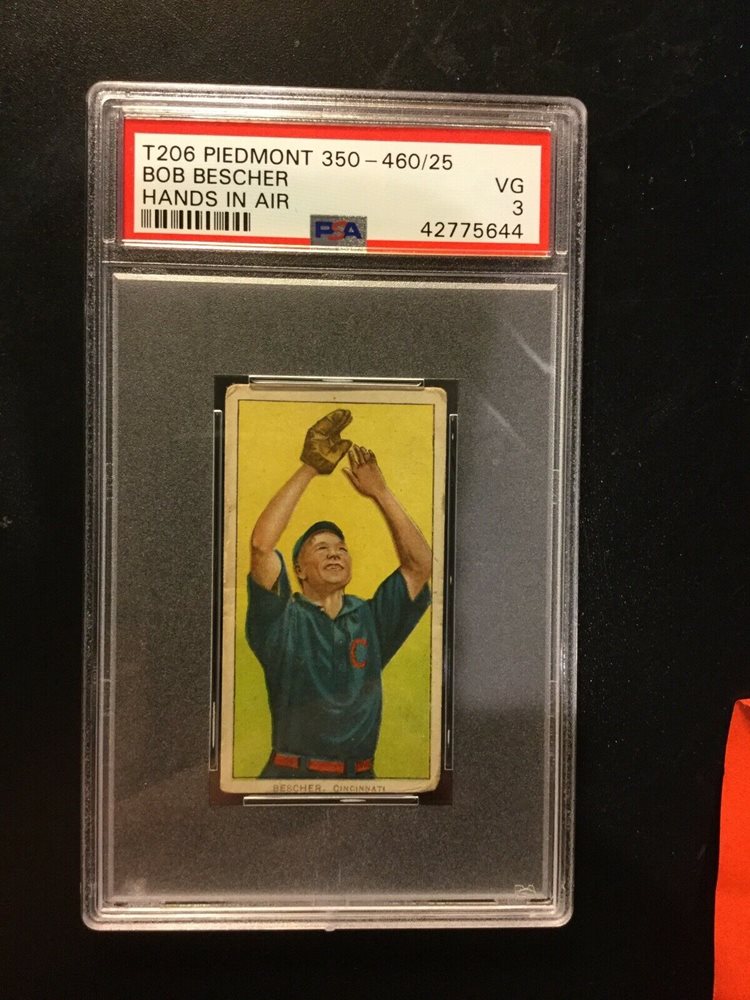 T206 PIEDMONT 350-460/25
BOB BESCHER
VG
HANDS IN AIR
3
PSA
42775644
C
BESCHER, CINCINNATI